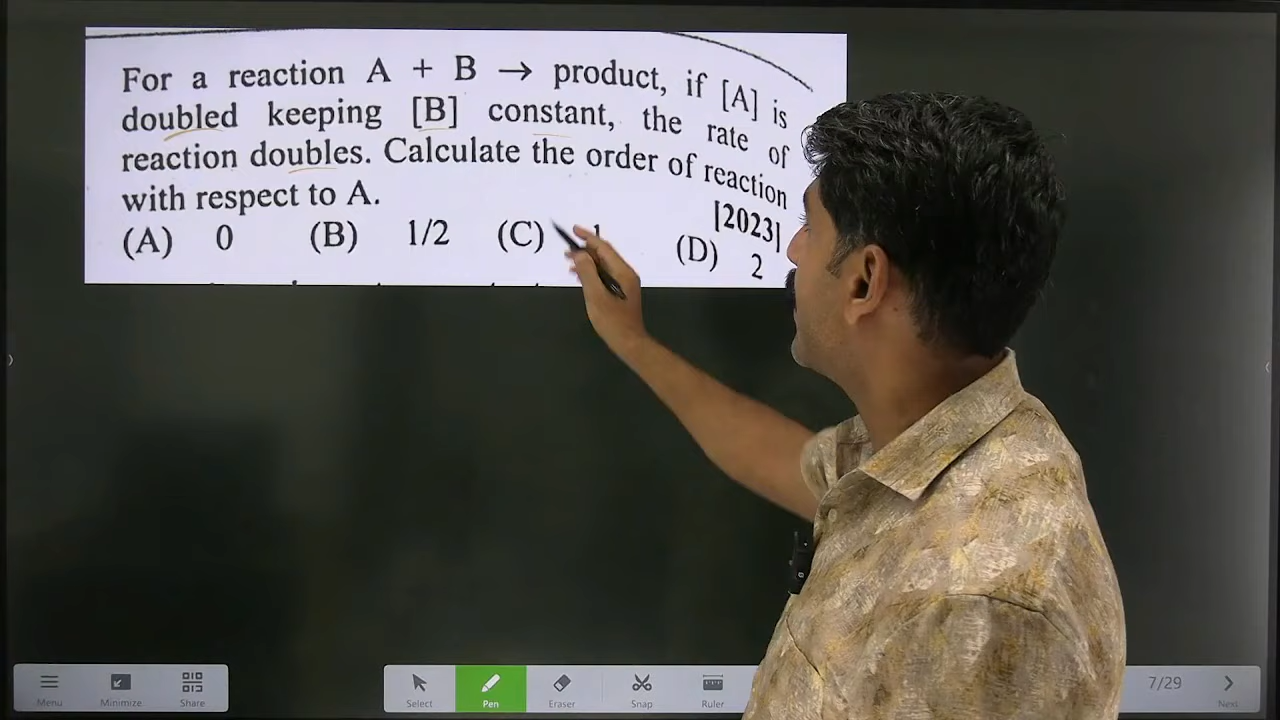 For a reaction A + B → product, if [A] is
doubled keeping [B] constant, the rate of
reaction doubles. Calculate the order of reaction
with respect to A.
[2023]
(A) 0 (B) 1/2 (C) (D) 2
Menu Minimize Share Select Pen Eraser Snap Ruler 7/29 Next